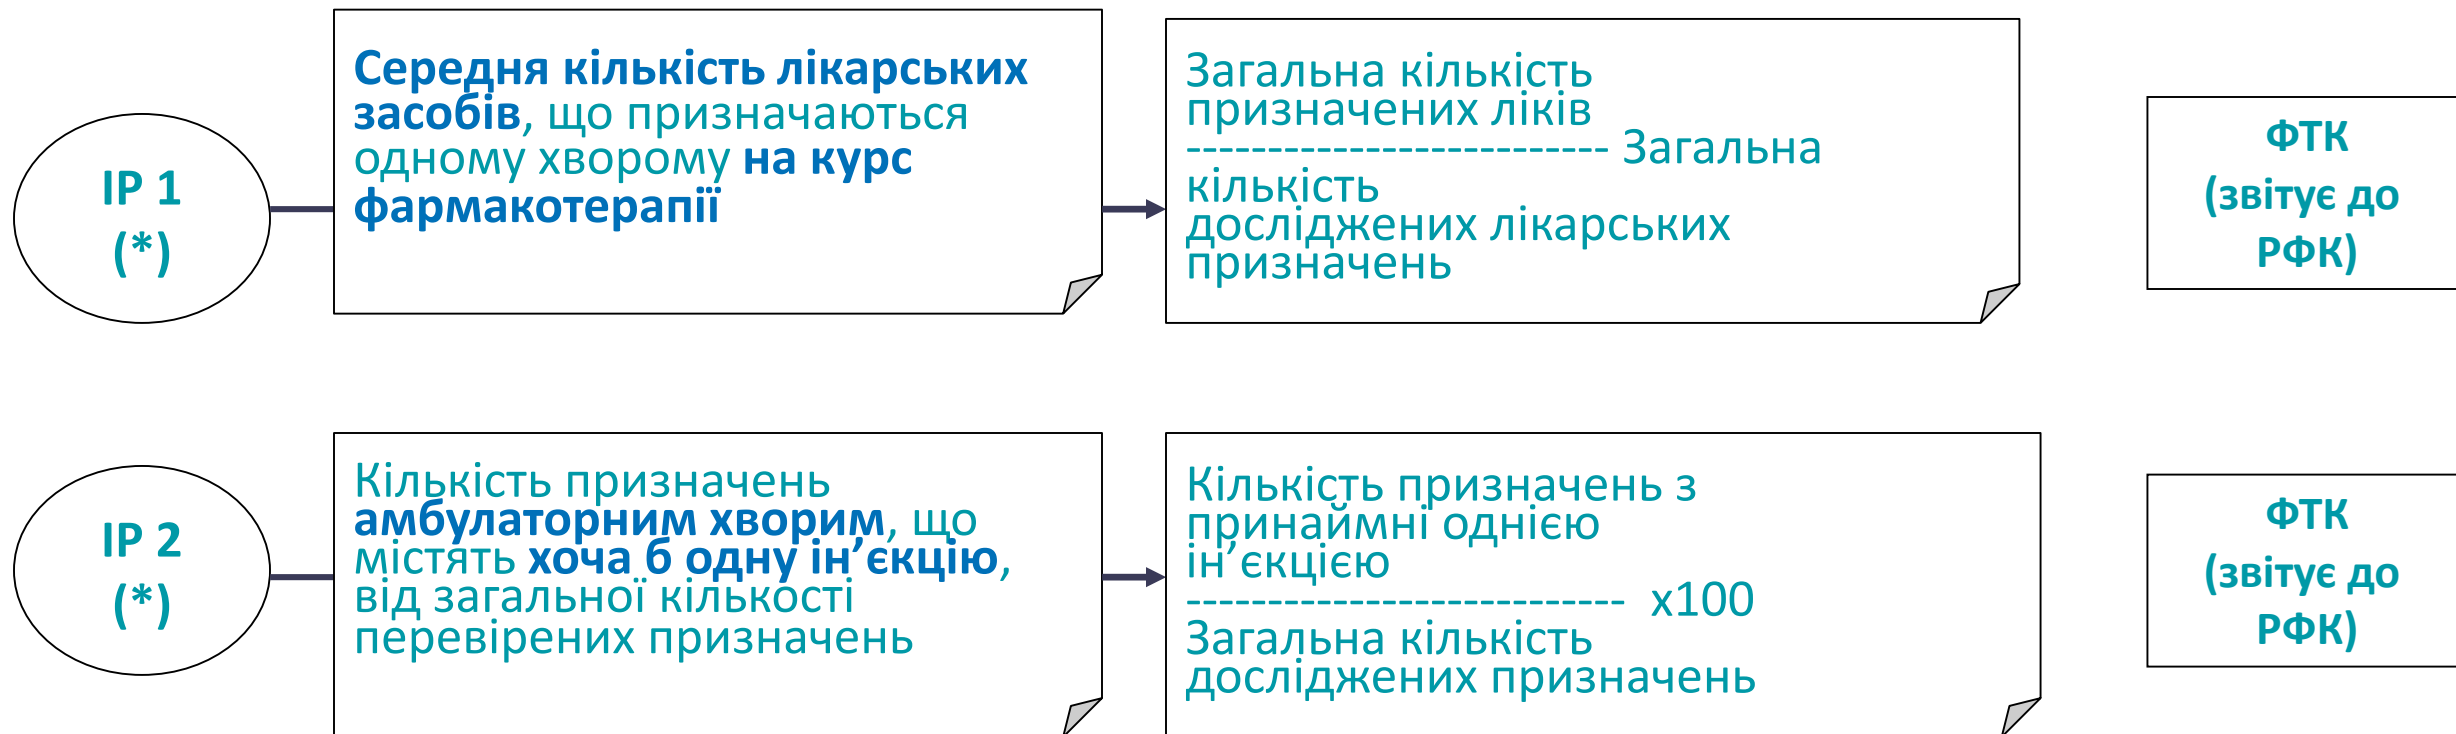 ІР 1
(*)
Середня кількість лікарських
засобів, що призначаються
одному хворому на курс
фармакотерапії
Загальна кількість
призначених ліків
-------------------------- Загальна
кількість
досліджених лікарських
призначень
ФТК
(звітує до
РФК)
ІР 2
(*)
Кількість призначень
амбулаторним хворим, що
містять хоча б одну ін’єкцію,
від загальної кількості
перевірених призначень
Кількість призначень з
принаймні однією
ін’єкцією
--------------------------- х100
Загальна кількість
досліджених призначень
ФТК
(звітує до
РФК)